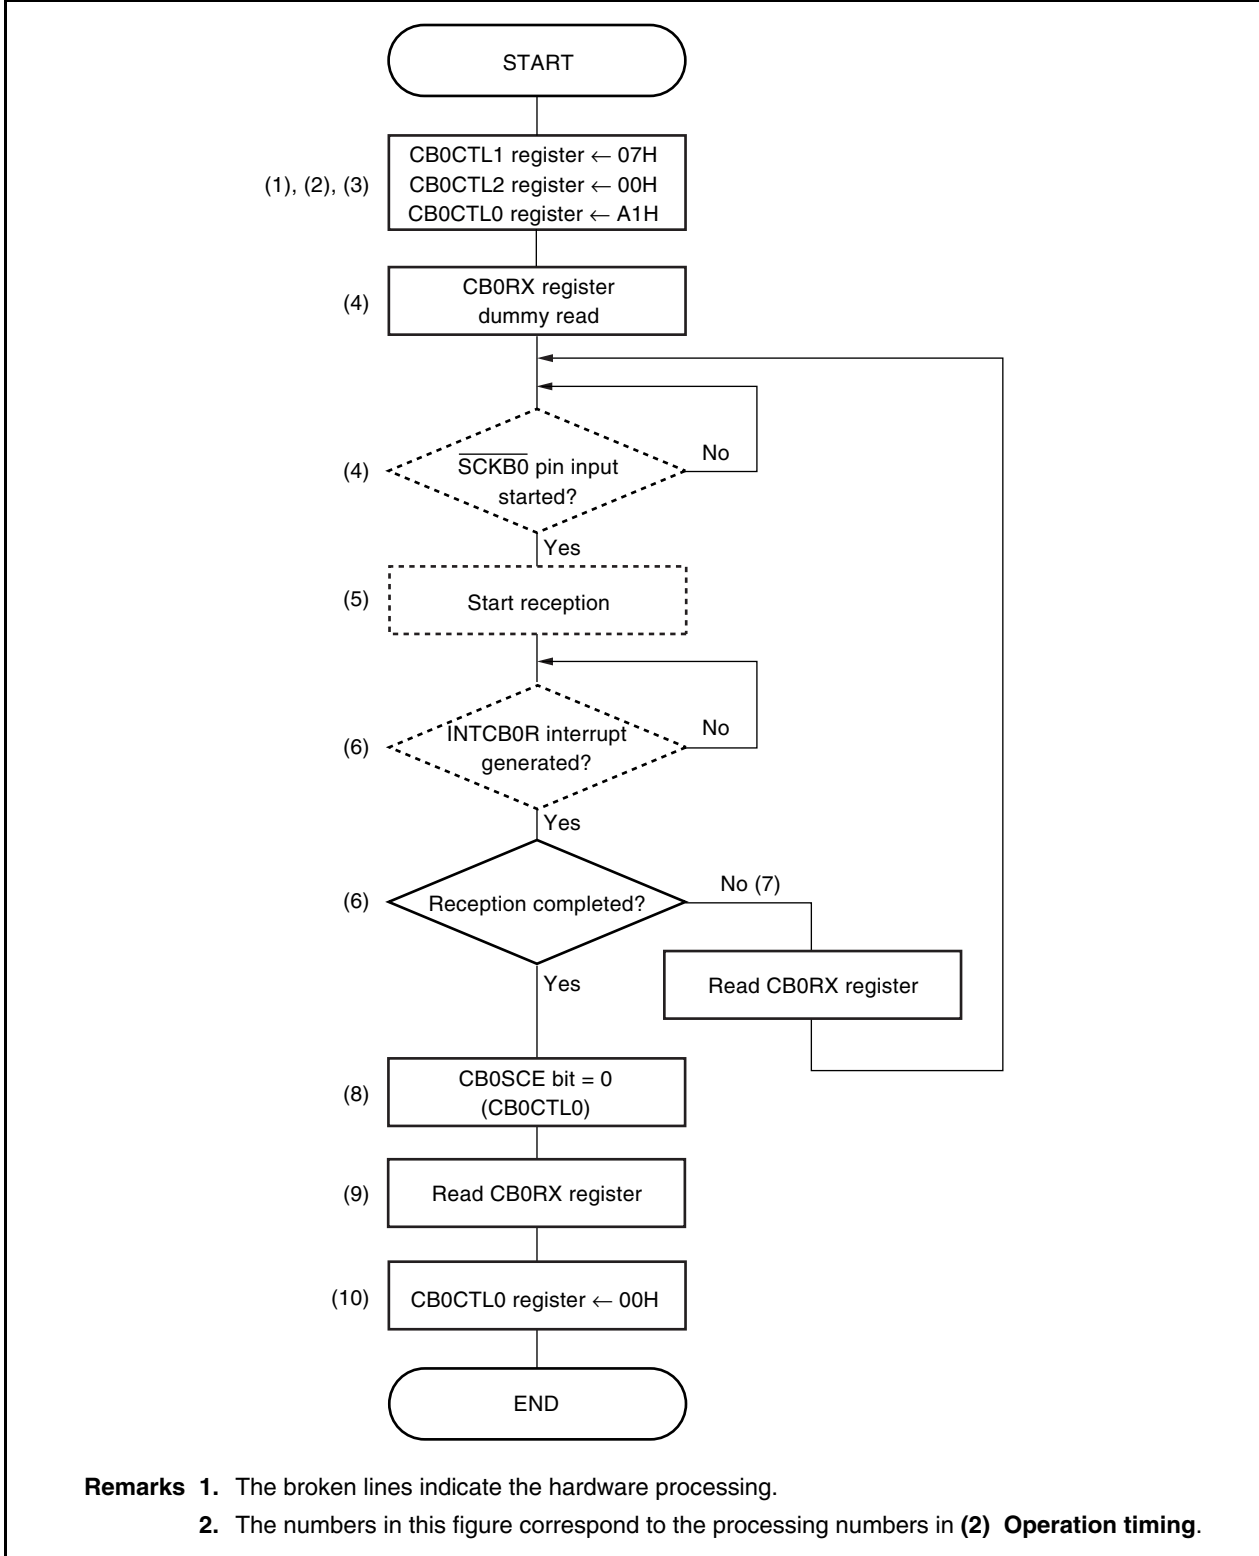 START
(1), (2), (3)
CB0CTL1 register ← 07H
CB0CTL2 register ← 00H
CB0CTL0 register ← A1H
(4)
CB0RX register
dummy read
(4)
SCKB0 pin input
started?
No
Yes
(5)
Start reception
(6)
INTCB0R interrupt
generated?
No
Yes
(6)
Reception completed?
No (7)
Read CB0RX register
Yes
(8)
CB0SCE bit = 0
(CB0CTL0)
(9)
Read CB0RX register
(10)
CB0CTL0 register ← 00H
END
Remarks 1. The broken lines indicate the hardware processing.
2. The numbers in this figure correspond to the processing numbers in (2) Operation timing.